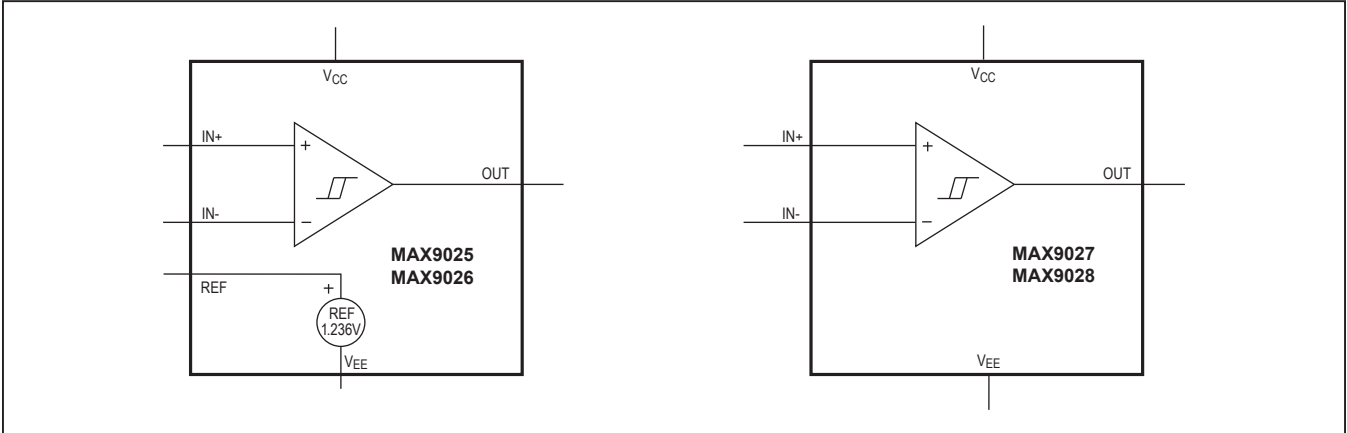 VCC
IN+
+
OUT
IN-
−
MAX9025
MAX9026
REF
+
REF
1.236V
VEE
VCC
IN+
+
OUT
IN-
−
MAX9027
MAX9028
VEE